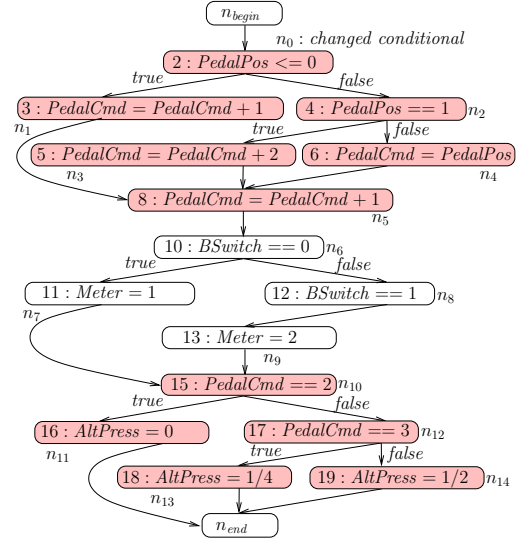 n_begin
n_0 : changed conditional
2 : PedalPos <= 0
true false
3 : PedalCmd = PedalCmd + 1 4 : PedalPos == 1 n_2
n_1 true false
5 : PedalCmd = PedalCmd + 2 6 : PedalCmd = PedalPos
n_3 n_4
8 : PedalCmd = PedalCmd + 1
n_5
10 : BSwitch == 0 n_6
true false
11 : Meter = 1 12 : BSwitch == 1 n_8
n_7
13 : Meter = 2
n_9
15 : PedalCmd == 2 n_10
true false
16 : AltPress = 0 17 : PedalCmd == 3 n_12
n_11 true false
18 : AltPress = 1/4 19 : AltPress = 1/2 n_14
n_13
n_end